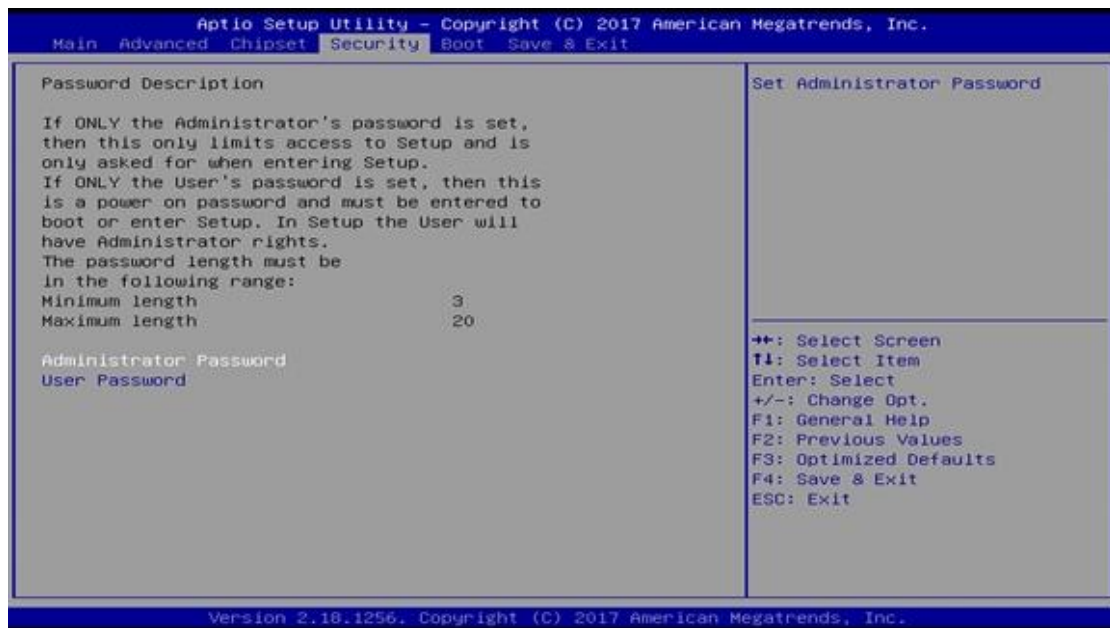 Aptio Setup Utility – Copyright (C) 2017 American Megatrends, Inc.
Main Advanced Chipset Security Boot Save & Exit
Password Description
If ONLY the Administrator's password is set,
then this only limits access to Setup and is
only asked for when entering Setup.
If ONLY the User's password is set, then this
is a power on password and must be entered to
boot or enter Setup. In Setup the User will
have Administrator rights.
The password length must be
in the following range:
Minimum length 3
Maximum length 20
Administrator Password
User Password
Set Administrator Password
→←: Select Screen
↑↓: Select Item
Enter: Select
+/-: Change Opt.
F1: General Help
F2: Previous Values
F3: Optimized Defaults
F4: Save & Exit
ESC: Exit
Version 2.18.1256. Copyright (C) 2017 American Megatrends, Inc.